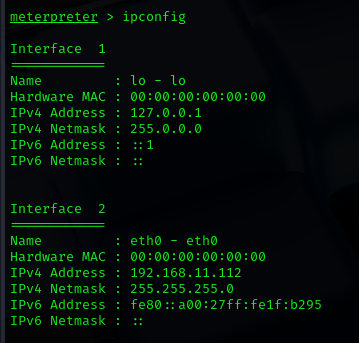 meterpreter > ipconfig
Interface  1
============
Name         : lo - lo
Hardware MAC : 00:00:00:00:00:00
IPv4 Address : 127.0.0.1
IPv4 Netmask : 255.0.0.0
IPv6 Address : ::1
IPv6 Netmask : ::
Interface  2
============
Name         : eth0 - eth0
Hardware MAC : 00:00:00:00:00:00
IPv4 Address : 192.168.11.112
IPv4 Netmask : 255.255.255.0
IPv6 Address : fe80::a00:27ff:fe1f:b295
IPv6 Netmask : ::